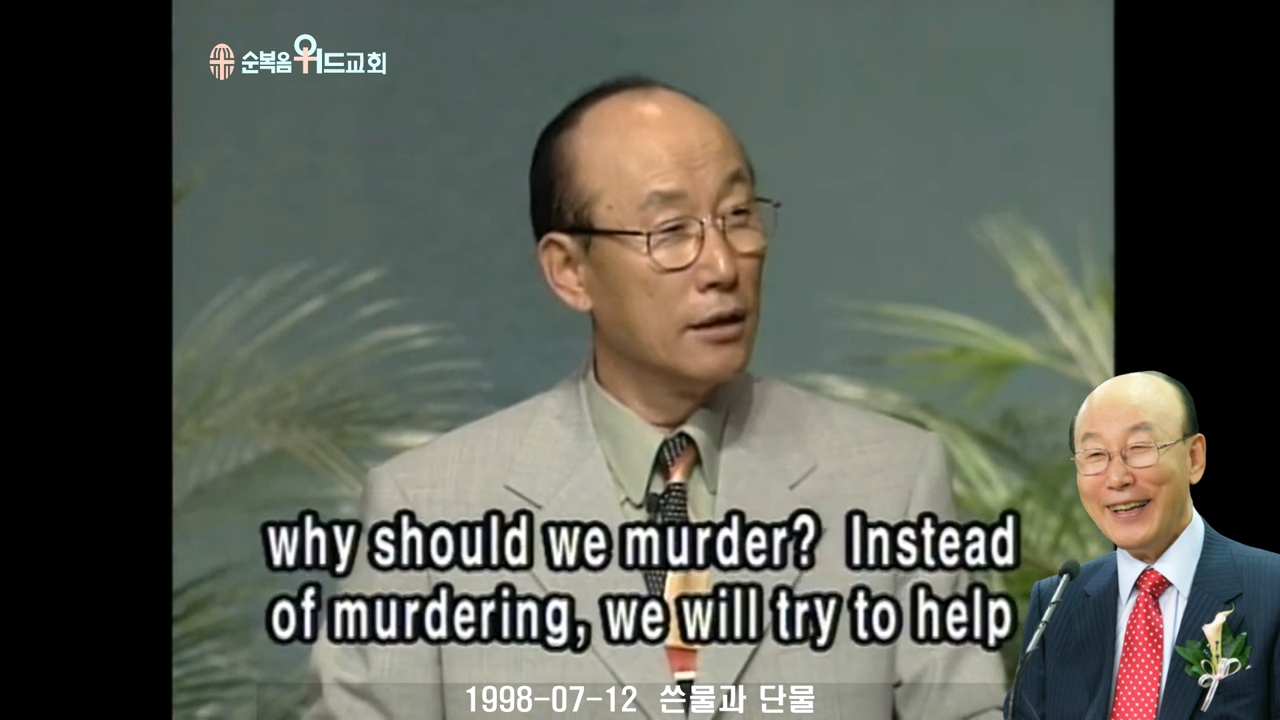 순복음워드교회
why should we murder?  Instead
of murdering, we will try to help
1998-07-12  쓴물과 단물